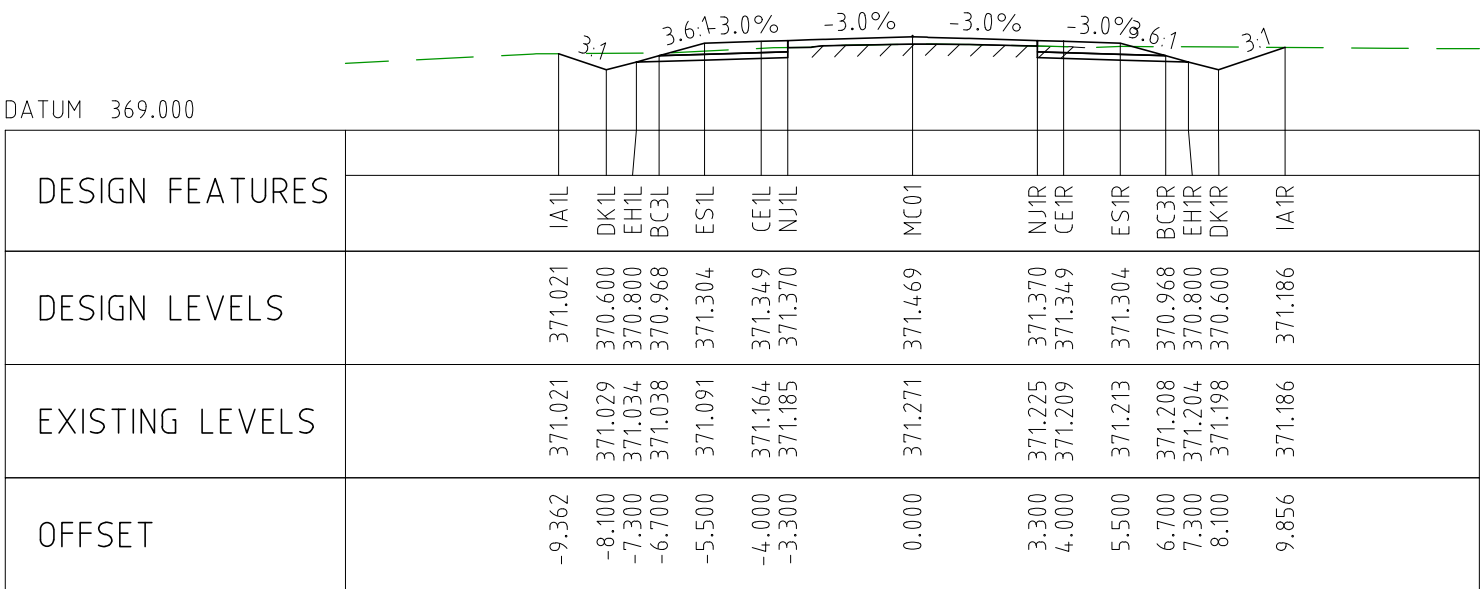 3:1 3.6:1 -3.0% -3.0% -3.0% -3.0% 3.6:1 3:1
DATUM 369.000
DESIGN FEATURES IA1L DK1L EH1L BC3L ES1L CE1L NJ1L MC01 NJ1R CE1R ES1R BC3R EH1R DK1R IA1R
DESIGN LEVELS 371.021 370.600 370.800 370.968 371.304 371.349 371.370 371.469 371.370 371.349 371.304 370.968 370.800 370.600 371.186
EXISTING LEVELS 371.021 371.029 371.034 371.038 371.091 371.164 371.185 371.271 371.225 371.209 371.213 371.208 371.204 371.198 371.186
OFFSET -9.362 -8.100 -7.300 -6.700 -5.500 -4.000 -3.300 0.000 3.300 4.000 5.500 6.700 7.300 8.100 9.856